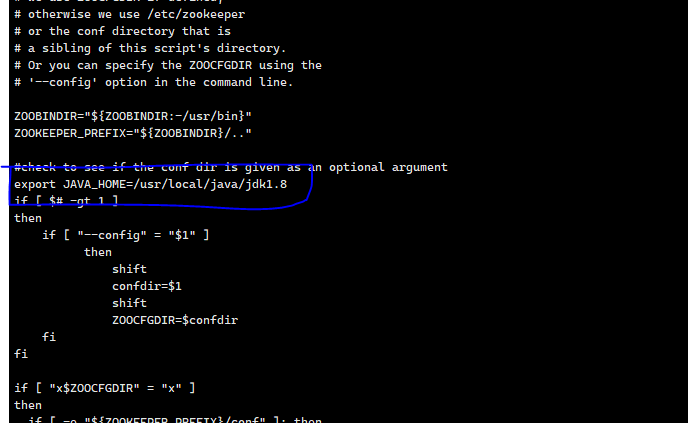 # otherwise we use /etc/zookeeper
# or the conf directory that is
# a sibling of this script's directory.
# Or you can specify the ZOOCFGDIR using the
# '--config' option in the command line.
ZOOBINDIR="${ZOOBINDIR:-/usr/bin}"
ZOOKEEPER_PREFIX="${ZOOBINDIR}/.."
#check to see if the conf dir is given as an optional argument
export JAVA_HOME=/usr/local/java/jdk1.8
if [ $# -gt 1 ]
then
    if [ "--config" = "$1" ]
          then
              shift
              confdir=$1
              shift
              ZOOCFGDIR=$confdir
    fi
fi
if [ "x$ZOOCFGDIR" = "x" ]
then
  if [ -e "${ZOOKEEPER_PREFIX}/conf" ]; then